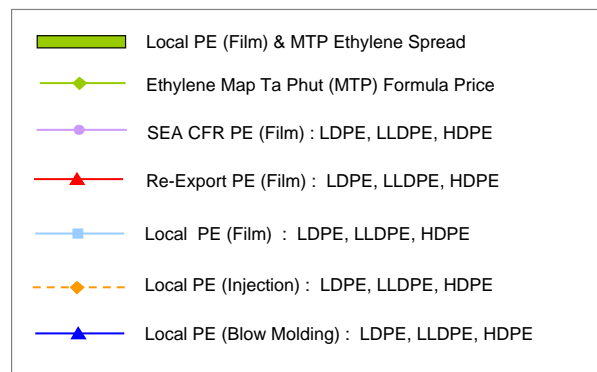 Local PE (Film) & MTP Ethylene Spread
Ethylene Map Ta Phut (MTP) Formula Price
SEA CFR PE (Film) : LDPE, LLDPE, HDPE
Re-Export PE (Film) : LDPE, LLDPE, HDPE
Local PE (Film) : LDPE, LLDPE, HDPE
Local PE (Injection) : LDPE, LLDPE, HDPE
Local PE (Blow Molding) : LDPE, LLDPE, HDPE